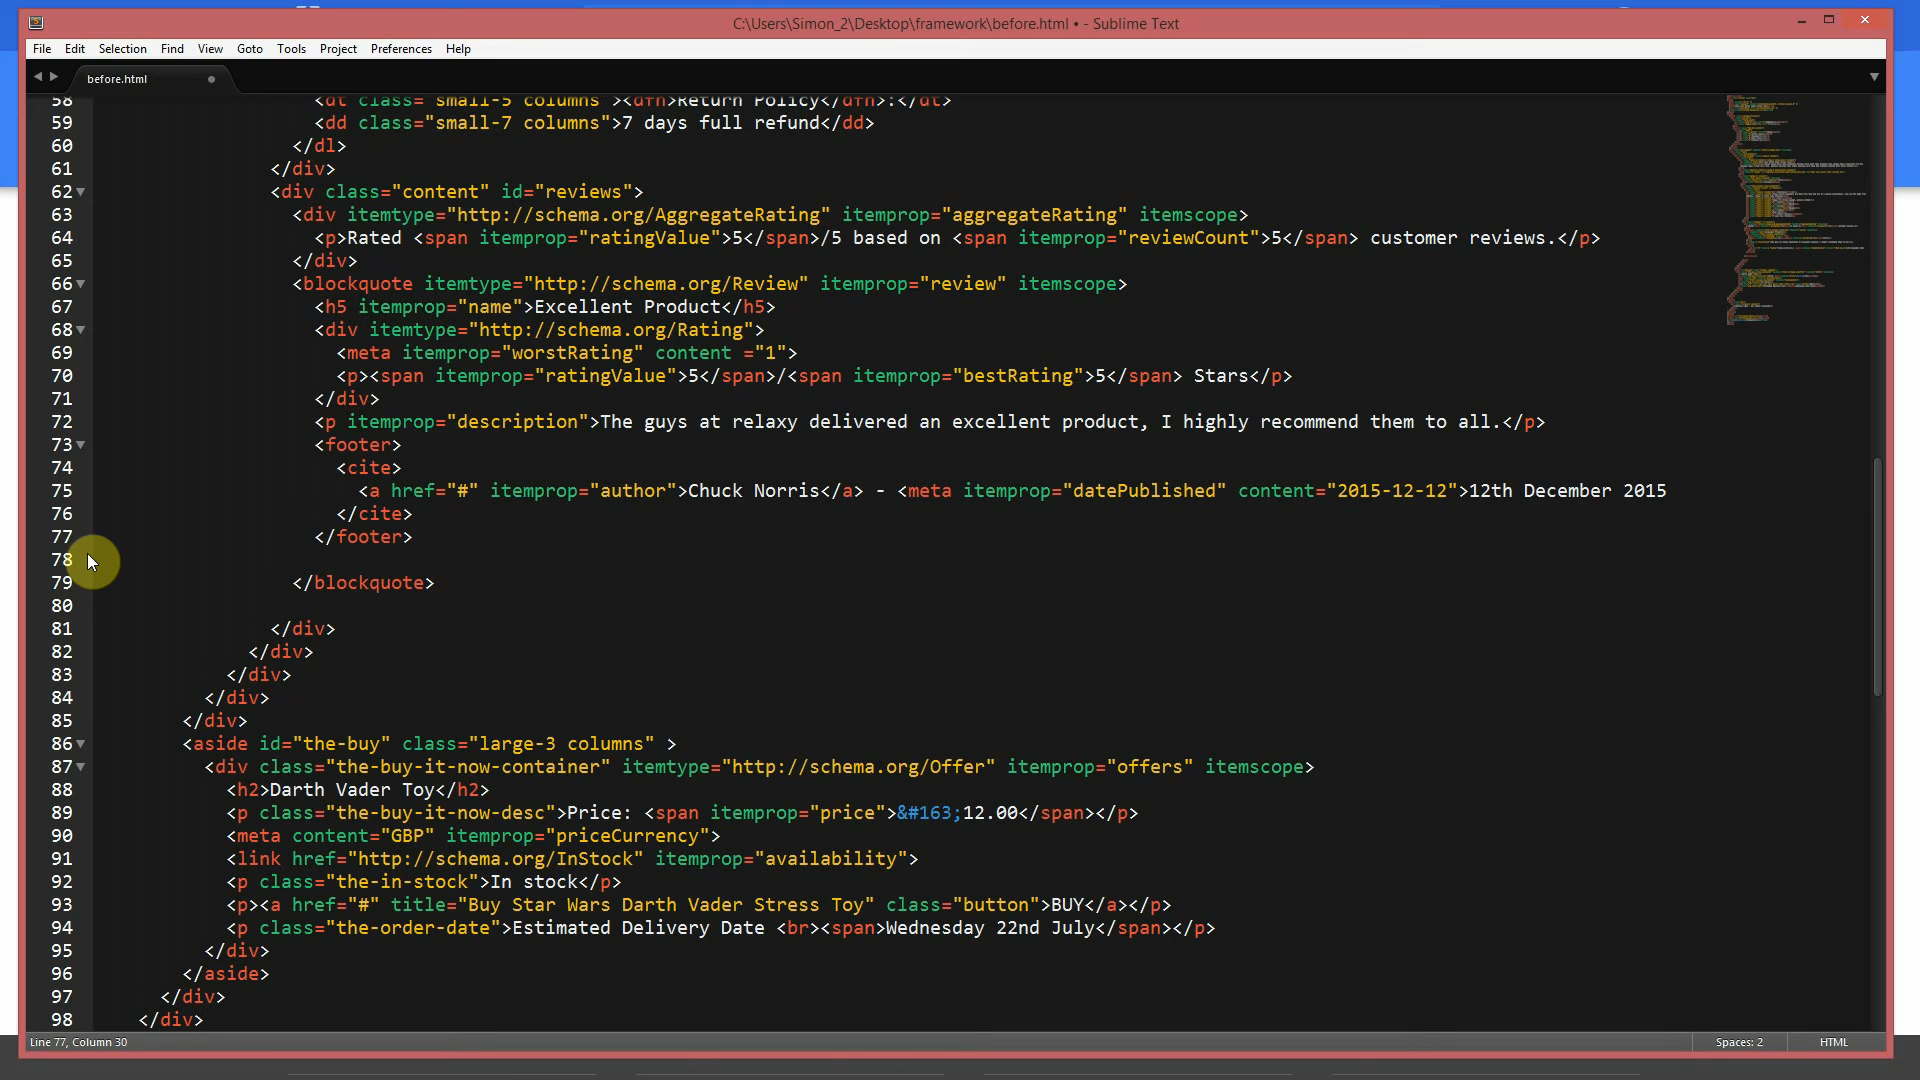 C:\Users\Simon_2\Desktop\framework\before.html • - Sublime Text
File Edit Selection Find View Goto Tools Project Preferences Help
before.html
58 <dt class="small-5 columns"><dfn>Return Policy</dfn>:</dt>
59 <dd class="small-7 columns">7 days full refund</dd>
60 </dl>
61 </div>
62 <div class="content" id="reviews">
63 <div itemtype="http://schema.org/AggregateRating" itemprop="aggregateRating" itemscope>
64 <p>Rated <span itemprop="ratingValue">5</span>/5 based on <span itemprop="reviewCount">5</span> customer reviews.</p>
65 </div>
66 <blockquote itemtype="http://schema.org/Review" itemprop="review" itemscope>
67 <h5 itemprop="name">Excellent Product</h5>
68 <div itemtype="http://schema.org/Rating">
69 <meta itemprop="worstRating" content ="1">
70 <p><span itemprop="ratingValue">5</span>/<span itemprop="bestRating">5</span> Stars</p>
71 </div>
72 <p itemprop="description">The guys at relaxy delivered an excellent product, I highly recommend them to all.</p>
73 <footer>
74 <cite>
75 <a href="#" itemprop="author">Chuck Norris</a> - <meta itemprop="datePublished" content="2015-12-12">12th December 2015
76 </cite>
77 </footer>
78
79 </blockquote>
80
81 </div>
82 </div>
83 </div>
84 </div>
85 </div>
86 <aside id="the-buy" class="large-3 columns" >
87 <div class="the-buy-it-now-container" itemtype="http://schema.org/Offer" itemprop="offers" itemscope>
88 <h2>Darth Vader Toy</h2>
89 <p class="the-buy-it-now-desc">Price: <span itemprop="price">&#163;12.00</span></p>
90 <meta content="GBP" itemprop="priceCurrency">
91 <link href="http://schema.org/InStock" itemprop="availability">
92 <p class="the-in-stock">In stock</p>
93 <p><a href="#" title="Buy Star Wars Darth Vader Stress Toy" class="button">BUY</a></p>
94 <p class="the-order-date">Estimated Delivery Date <br><span>Wednesday 22nd July</span></p>
95 </div>
96 </aside>
97 </div>
98 </div>
Line 77, Column 30
Spaces: 2 HTML